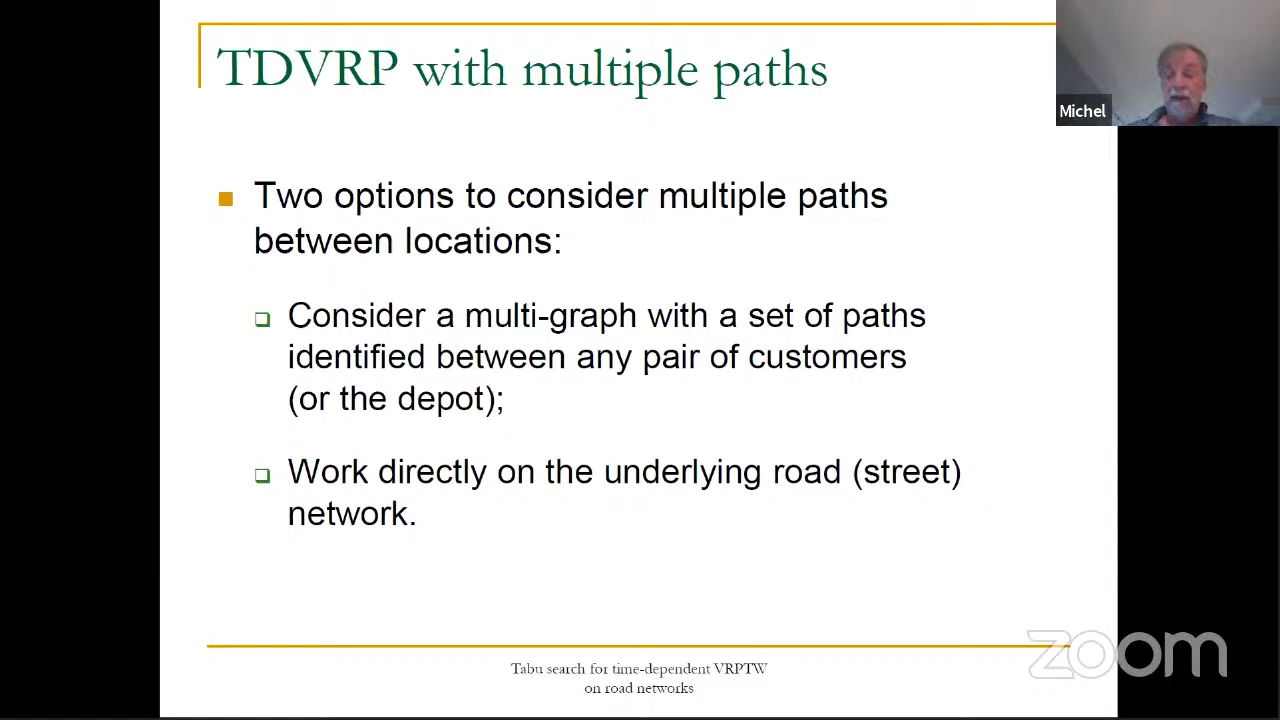 TDVRP with multiple paths
Michel
Two options to consider multiple paths
between locations:
Consider a multi-graph with a set of paths
identified between any pair of customers
(or the depot);
Work directly on the underlying road (street)
network.
zoom
Tabu search for time-dependent VRPTW
on road networks